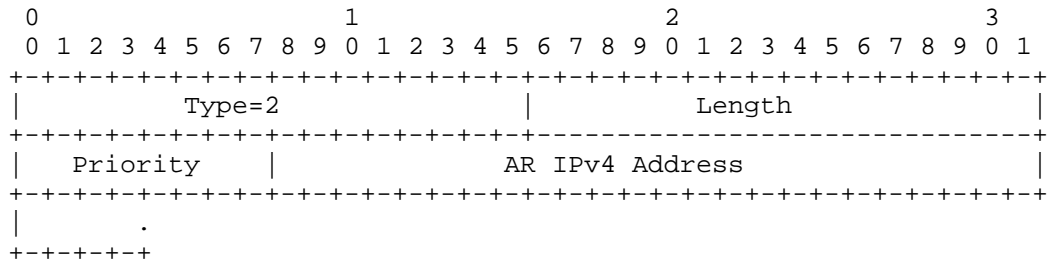 0                   1                   2                   3
 0 1 2 3 4 5 6 7 8 9 0 1 2 3 4 5 6 7 8 9 0 1 2 3 4 5 6 7 8 9 0 1
+-+-+-+-+-+-+-+-+-+-+-+-+-+-+-+-+-+-+-+-+-+-+-+-+-+-+-+-+-+-+-+-+
|          Type=2               |          Length               |
+-+-+-+-+-+-+-+-+-+-+-+-+-+-+-+-+-------------------------------+
|   Priority    |              AR IPv4 Address                  |
+-+-+-+-+-+-+-+-+-+-+-+-+-+-+-+-+-+-+-+-+-+-+-+-+-+-+-+-+-+-+-+-+
|       .
+-+-+-+-+